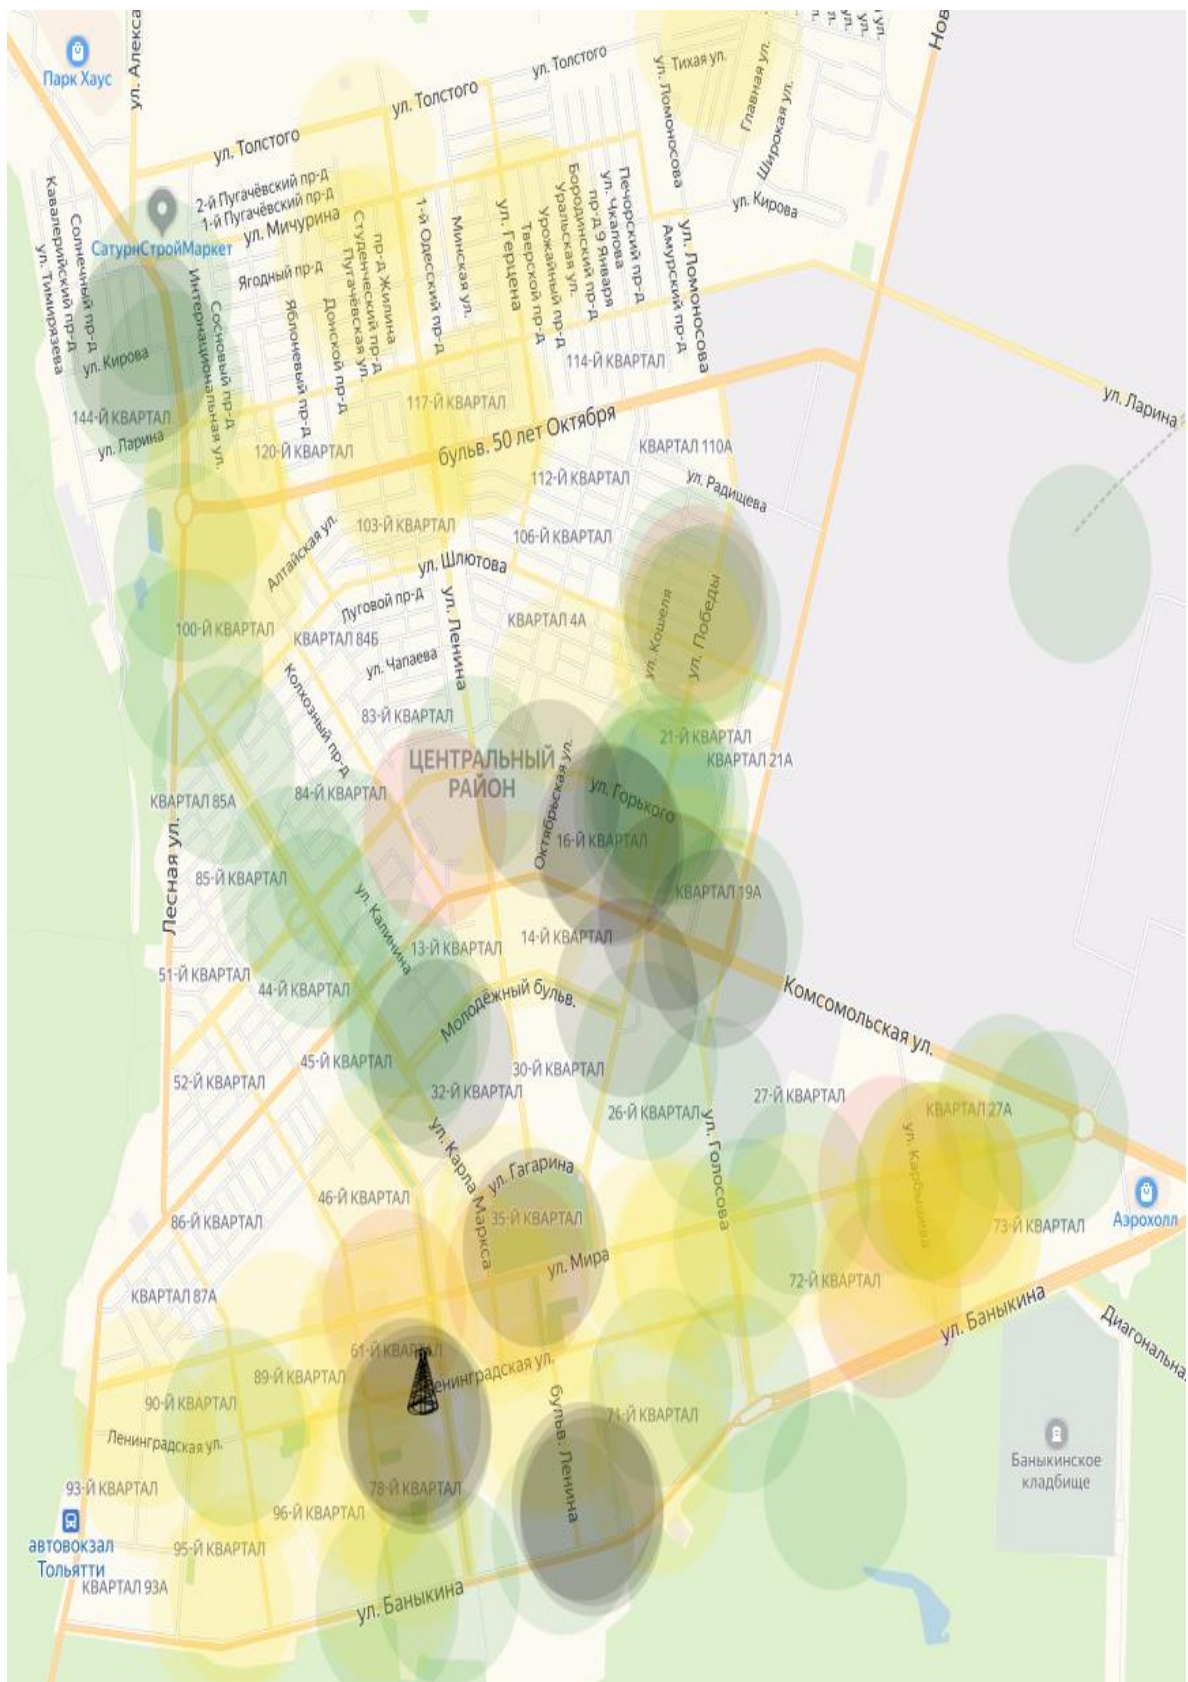 Парк Хаус
ул. Алекса
ул. Толстого
ул. Толстого
ул. Толстого
ул. Ломоносова
Тихая ул.
Главная ул.
Широкая ул.
ул.
ул.
ул.
Нов
ул. Кирова
2-й Пугачёвский пр-д
1-й Пугачёвский пр-д
ул. Мичурина
СатурнСтройМаркет
Кавалерийский пр-д
Солнечный пр-д
ул. Тимирязева
Ягодный пр-д
Интернациональная ул.
Сосновый пр-д
Яблоневый пр-д
Донской пр-д
Пугачёвская ул.
Студенческий пр-д
пр-д Жилина
1-й Одесский пр-д
Минская ул.
ул. Герцена
Тверской пр-д
Урожайный пр-д
Уральская ул.
Бородинский пр-д
пр-д 9 Января
ул. Чкалова
Печорский пр-д
Амурский пр-д
ул. Ломоносова
ул. Кирова
144-Й КВАРТАЛ
ул. Ларина
114-Й КВАРТАЛ
117-Й КВАРТАЛ
120-Й КВАРТАЛ
бульв. 50 лет Октября
КВАРТАЛ 110А
ул. Ларина
112-Й КВАРТАЛ
ул. Радищева
103-Й КВАРТАЛ
106-Й КВАРТАЛ
Алтайская ул.
ул. Шлютова
Луговой пр-д
ул. Ленина
КВАРТАЛ 4А
ул. Кошеля
ул. Победы
100-Й КВАРТАЛ
КВАРТАЛ 84Б
ул. Чапаева
Колхозный пр-д
83-Й КВАРТАЛ
21-Й КВАРТАЛ
КВАРТАЛ 21А
ЦЕНТРАЛЬНЫЙ
РАЙОН
Октябрьская ул.
ул. Горького
84-Й КВАРТАЛ
КВАРТАЛ 85А
16-Й КВАРТАЛ
Лесная ул.
85-Й КВАРТАЛ
ул. Калинина
КВАРТАЛ 19А
13-Й КВАРТАЛ
14-Й КВАРТАЛ
51-Й КВАРТАЛ
44-Й КВАРТАЛ
Молодёжный бульв.
Комсомольская ул.
45-Й КВАРТАЛ
30-Й КВАРТАЛ
52-Й КВАРТАЛ
32-Й КВАРТАЛ
27-Й КВАРТАЛ
26-Й КВАРТАЛ
КВАРТАЛ 27А
ул. Карла Маркса
ул. Голосова
ул. Карбышева
ул. Гагарина
46-Й КВАРТАЛ
35-Й КВАРТАЛ
86-Й КВАРТАЛ
73-Й КВАРТАЛ
Аэрохолл
ул. Мира
72-Й КВАРТАЛ
КВАРТАЛ 87А
ул. Баныкина
Диагональная
61-Й КВАРТАЛ
89-Й КВАРТАЛ
енинградская ул.
90-Й КВАРТАЛ
71-Й КВАРТАЛ
бульв. Ленина
Ленинградская ул.
Баныкинское
кладбище
93-Й КВАРТАЛ
78-Й КВАРТАЛ
96-Й КВАРТАЛ
автовокзал
Тольятти
95-Й КВАРТАЛ
КВАРТАЛ 93А
ул. Баныкина